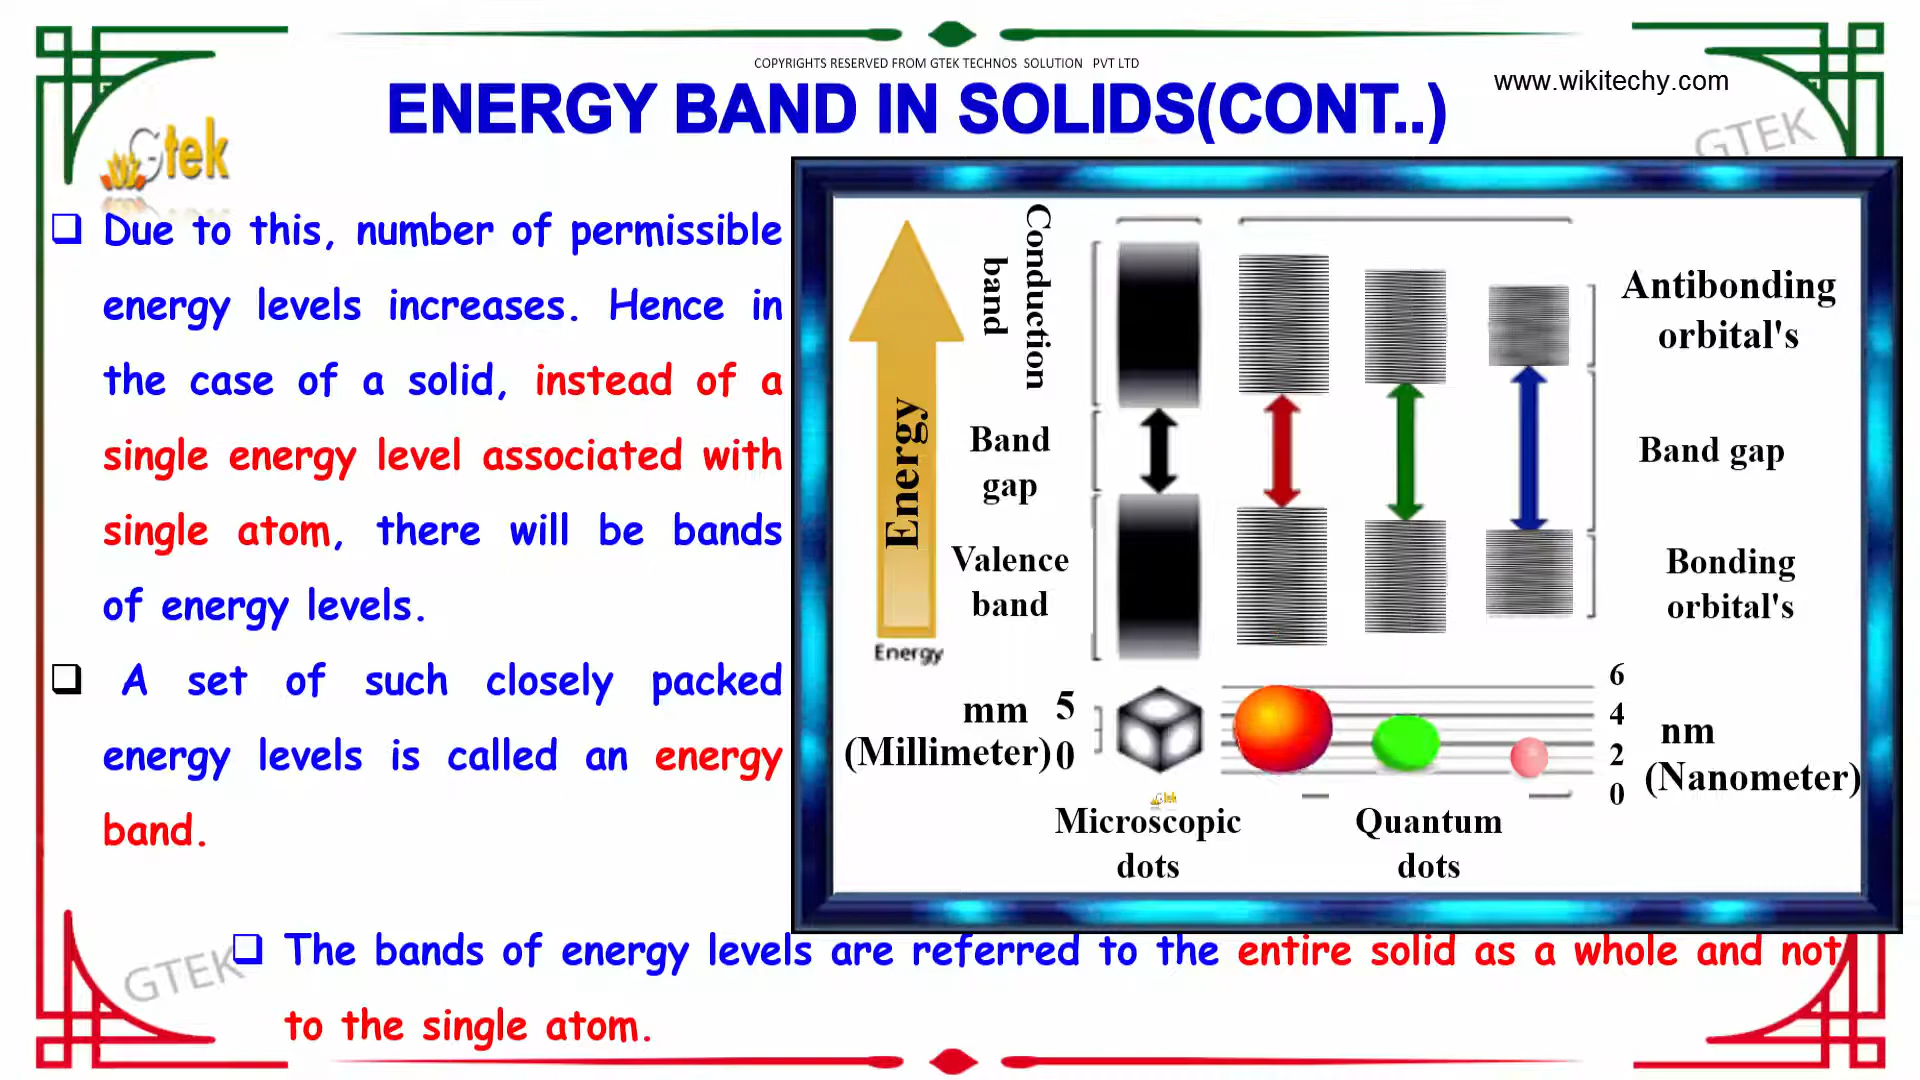 COPYRIGHTS RESERVED FROM GTEK TECHNOS SOLUTION PVT LTD
www.wikitechy.com
ENERGY BAND IN SOLIDS(CONT..)
GTEK
Gtek
Due to this, number of permissible
energy levels increases. Hence in
the case of a solid, instead of a
single energy level associated with
single atom, there will be bands
of energy levels.
A set of such closely packed
energy levels is called an energy
band.
Energy
Energy
Conduction
band
Band
gap
Valence
band
Antibonding
orbital's
Band gap
Bonding
orbital's
mm
(Millimeter)
5
0
6
4
2
0
nm
(Nanometer)
Gtek
Microscopic
dots
Quantum
dots
GTEK
The bands of energy levels are referred to the entire solid as a whole and not
to the single atom.